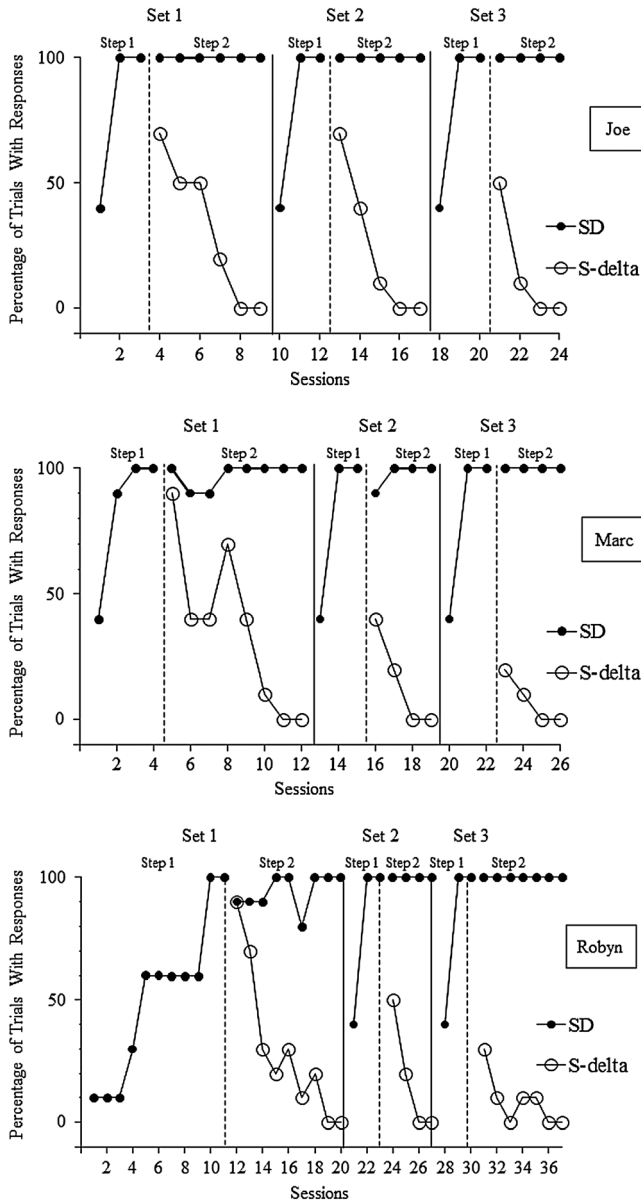 Set 1 Set 2 Set 3
Step 1 Step 2 Step 1 Step 2 Step 1 Step 2
Percentage of Trials With Responses
100
50
0
Joe
SD
S-delta
2 4 6 8 10 12 14 16 18 20 22 24
Sessions
Set 1 Set 2 Set 3
Step 1 Step 2 Step 1 Step 2 Step 1 Step 2
Percentage of Trials With Responses
100
50
0
Marc
SD
S-delta
2 4 6 8 10 12 14 16 18 20 22 24 26
Sessions
Set 1 Set 2 Set 3
Step 1 Step 2 Step 1 Step 2 Step 1 Step 2
Percentage of Trials With Responses
100
50
0
Robyn
SD
S-delta
2 4 6 8 10 12 14 16 18 20 22 24 26 28 30 32 34 36
Sessions